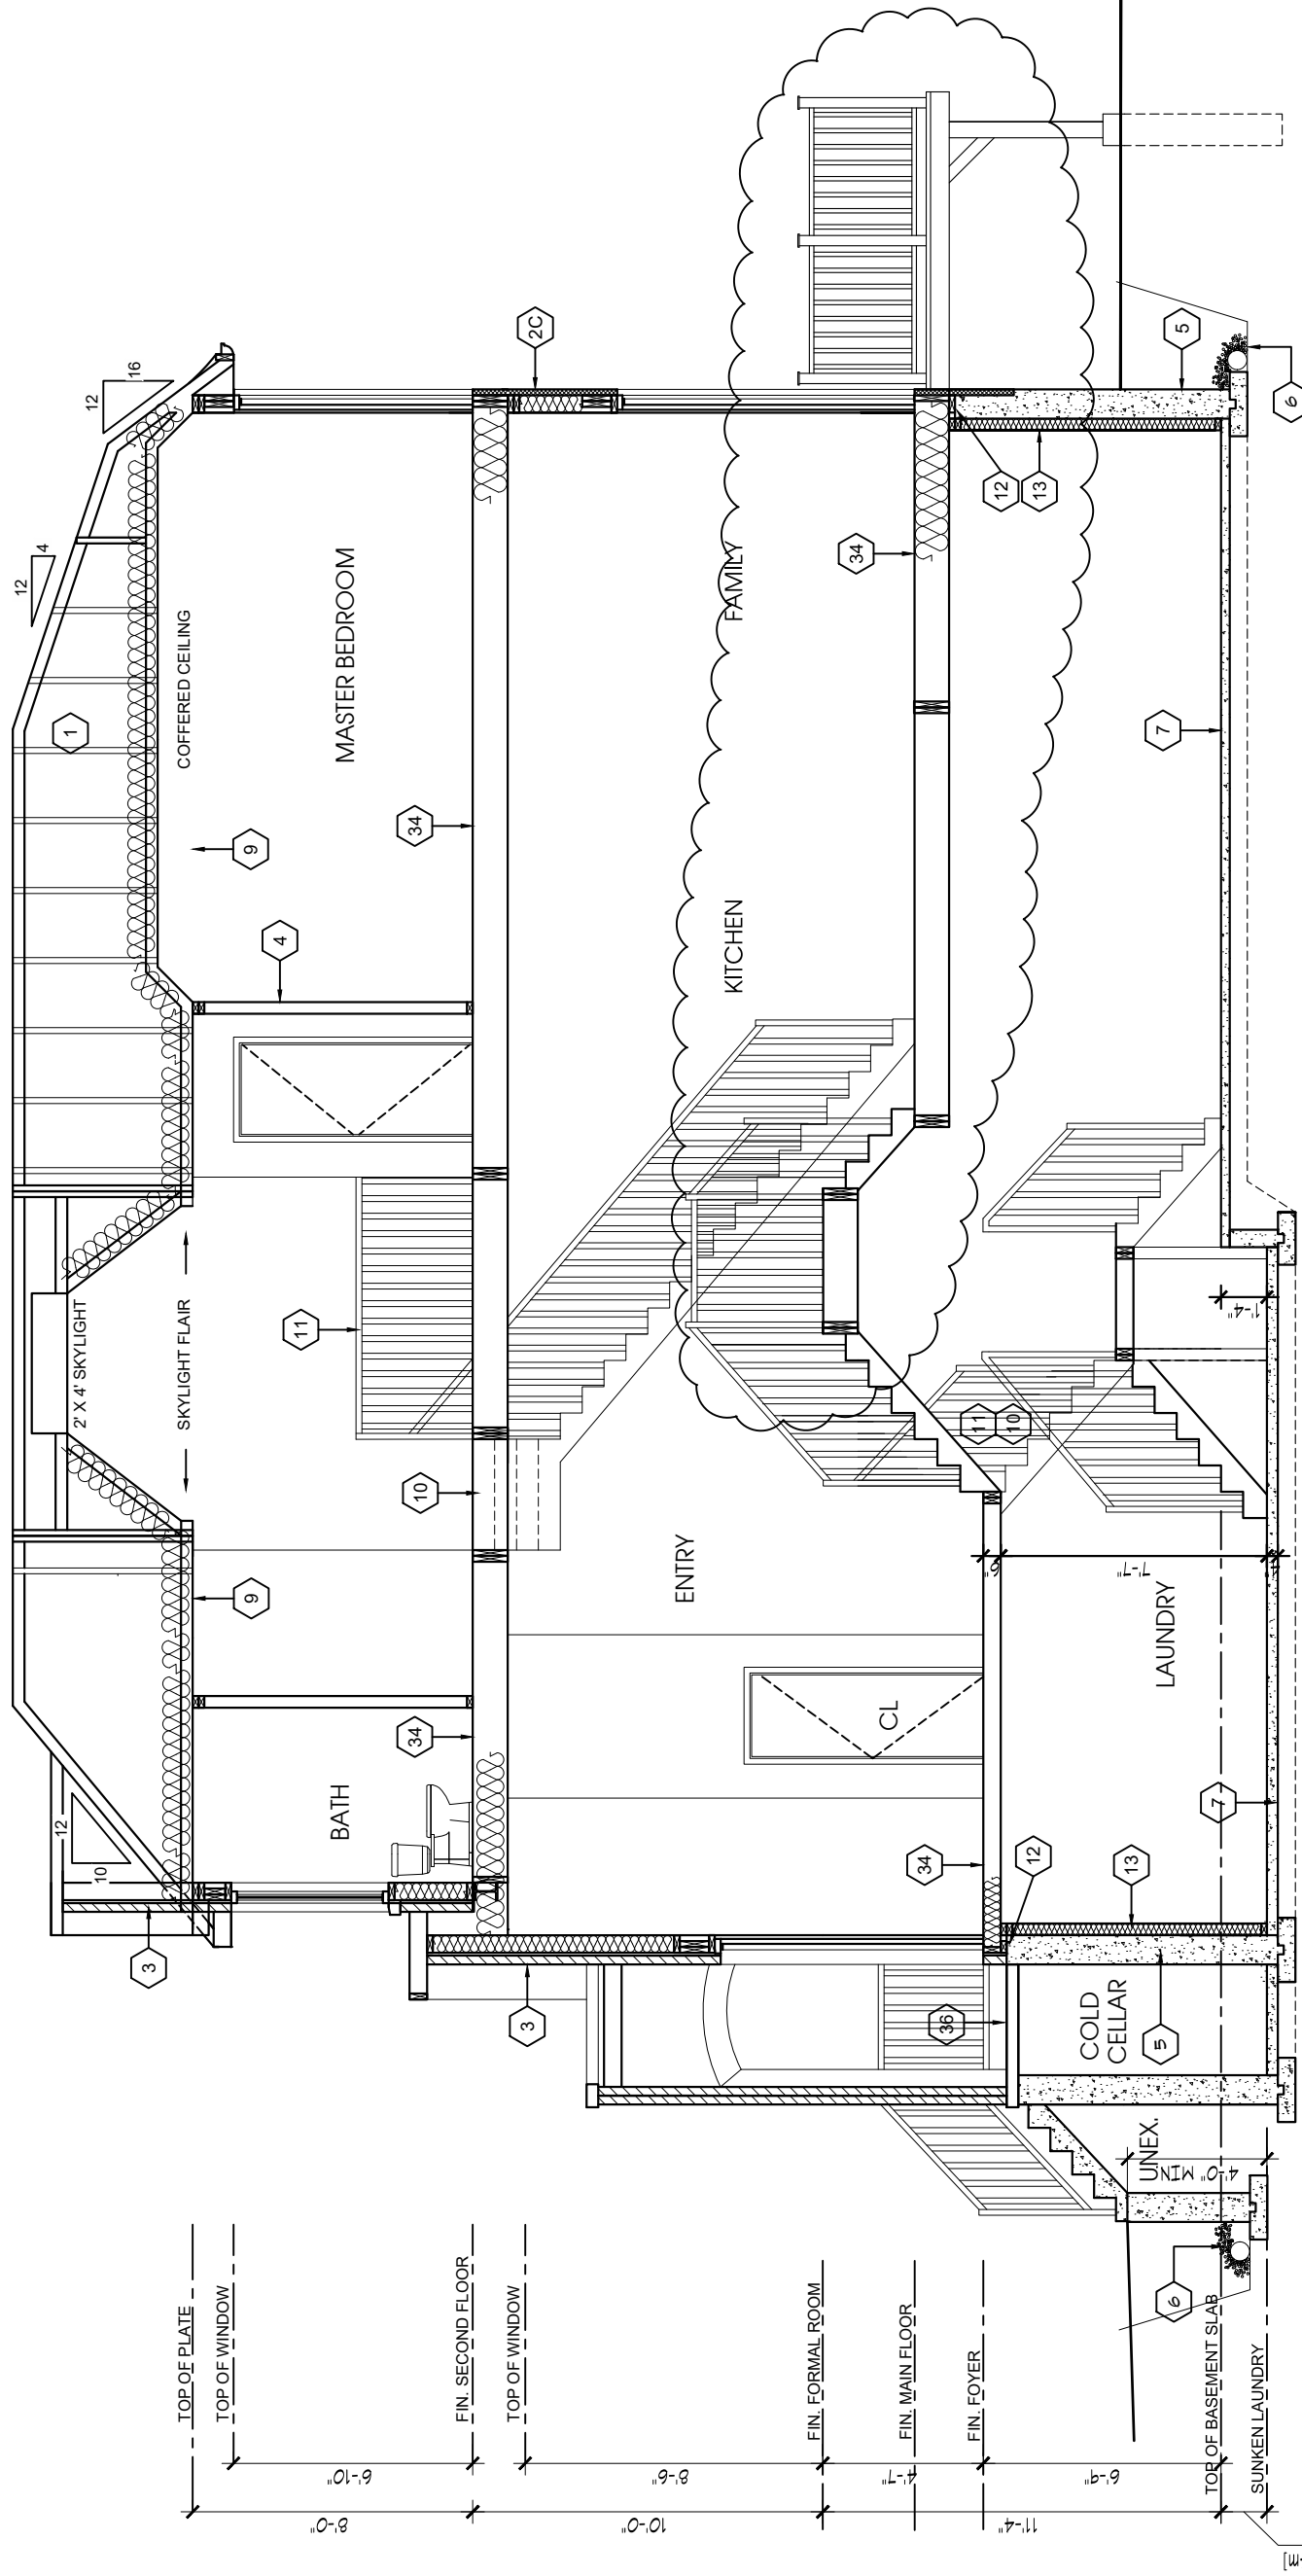 12
16
12
4
1
COFFERED CEILING
MASTER BEDROOM
9
34
4
2C
2' X 4' SKYLIGHT
SKYLIGHT FLAIR
11
10
9
12
10
BATH
34
3
FAMILY
KITCHEN
34
12
13
5
6
7
ENTRY
CL
34
3
36
11
10
1'-4"
6"
7'-7"
LAUNDRY
12
13
7
COLD
CELLAR
5
UNEX.
4'-0" MIN.
6
TOP OF PLATE
TOP OF WINDOW
FIN. SECOND FLOOR
TOP OF WINDOW
FIN. FORMAL ROOM
FIN. MAIN FLOOR
FIN. FOYER
TOP OF BASEMENT SLAB
SUNKEN LAUNDRY
6'-10"
8'-6"
4'-7"
6'-9"
8'-0"
10'-0"
11'-4"